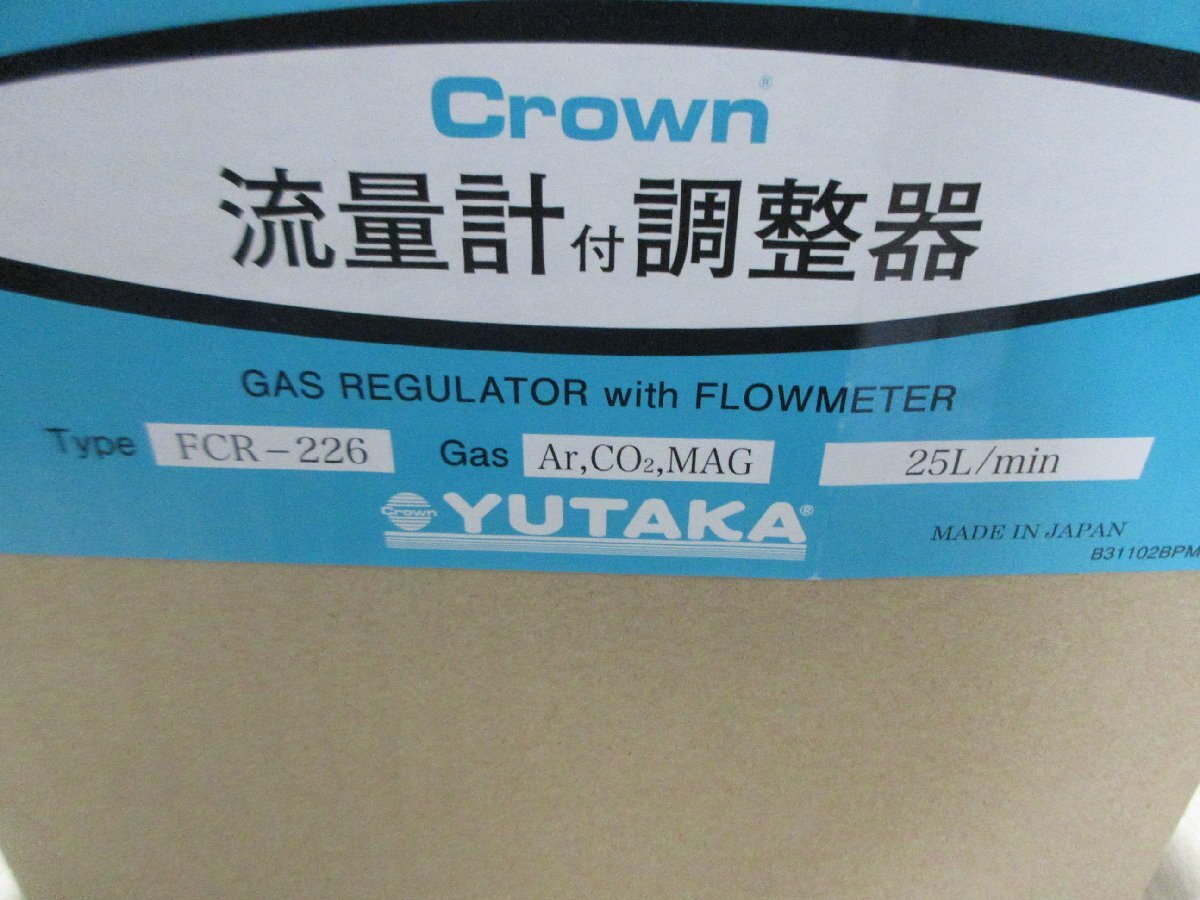 Crown®
流量計付調整器
GAS REGULATOR with FLOWMETER
Type FCR-226 Gas Ar,CO₂,MAG 25L/min
Crown YUTAKA®
MADE IN JAPAN
B31102BPM